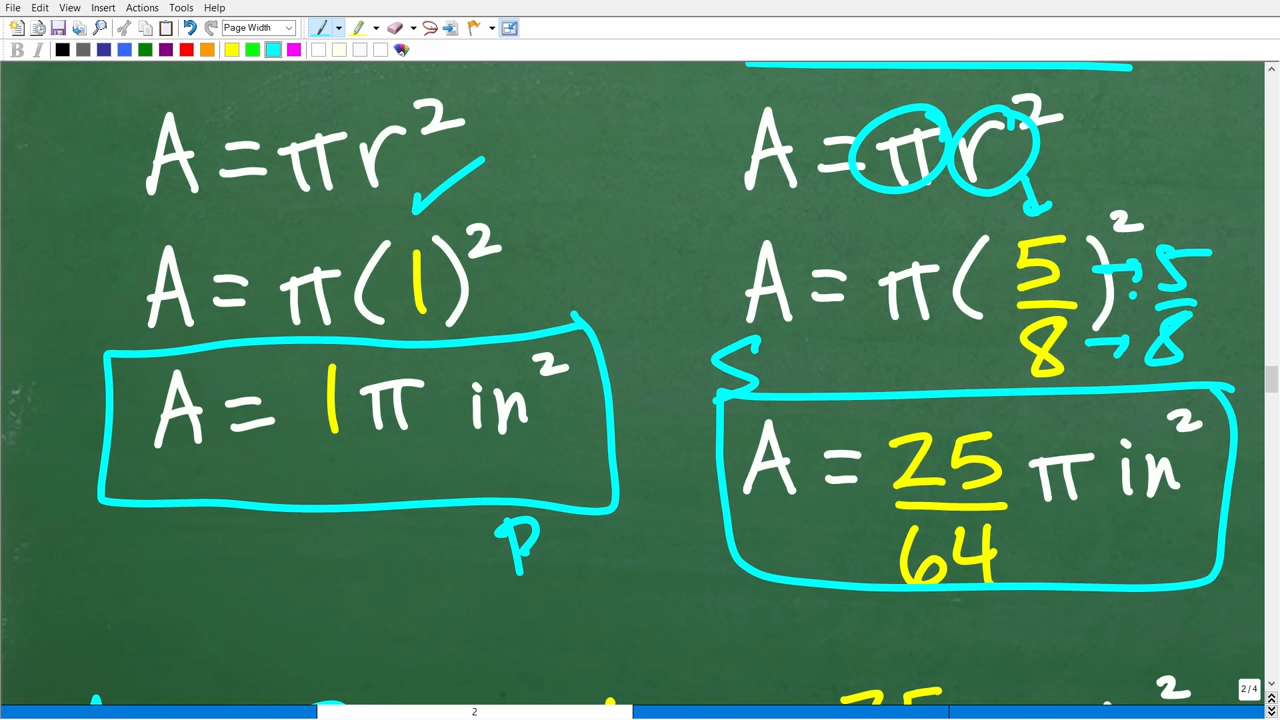 File Edit View Insert Actions Tools Help
Page Width
B I
A = πr²
A = π(1)²
A = 1π in²
P
A = πr²
A = π(5/8)² · 5/8
S
A = 25/64 π in²
2
2/4
2